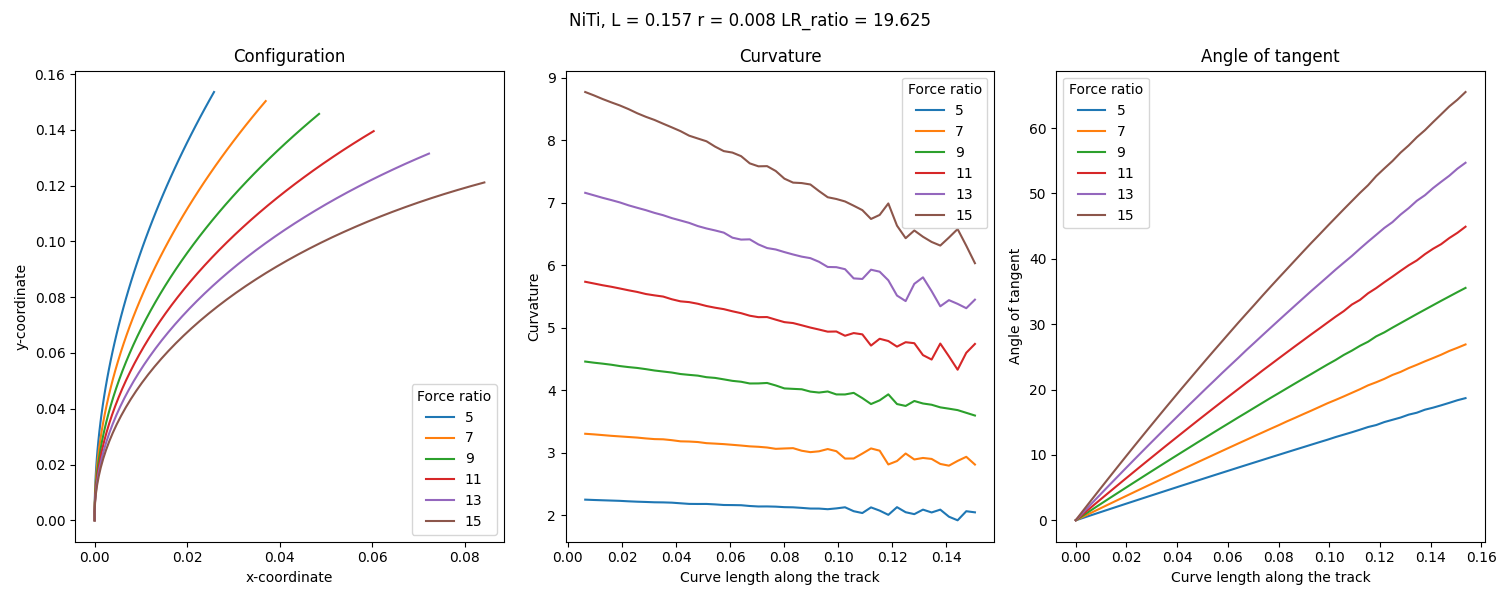 NiTi, L = 0.157 r = 0.008 LR_ratio = 19.625
Configuration
y-coordinate
0.16
0.14
0.12
0.10
0.08
0.06
0.04
0.02
0.00
0.00 0.02 0.04 0.06 0.08
x-coordinate
Force ratio
5
7
9
11
13
15
Curvature
Curvature
9
8
7
6
5
4
3
2
0.00 0.02 0.04 0.06 0.08 0.10 0.12 0.14
Curve length along the track
Force ratio
5
7
9
11
13
15
Angle of tangent
Angle of tangent
60
50
40
30
20
10
0
0.00 0.02 0.04 0.06 0.08 0.10 0.12 0.14 0.16
Curve length along the track
Force ratio
5
7
9
11
13
15